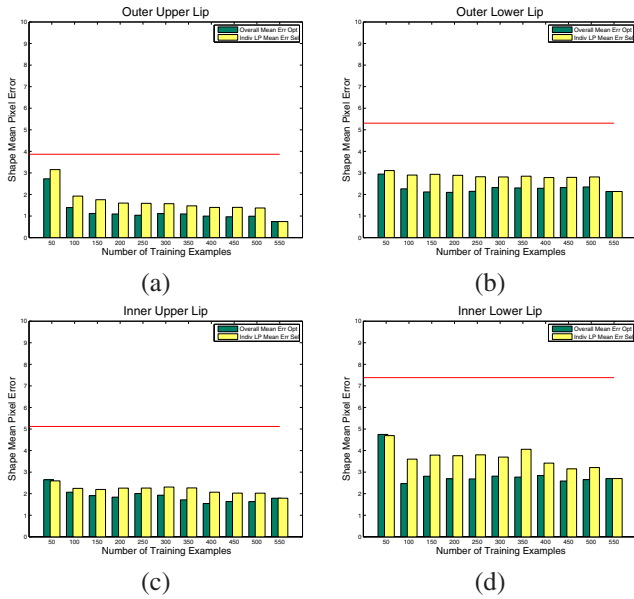 Outer Upper Lip
Overall Mean Err Opt
Indiv LP Mean Err Sel
Shape Mean Pixel Error
10
9
8
7
6
5
4
3
2
1
0
50 100 150 200 250 300 350 400 450 500 550
Number of Training Examples
(a)
Outer Lower Lip
Overall Mean Err Opt
Indiv LP Mean Err Sel
Shape Mean Pixel Error
10
9
8
7
6
5
4
3
2
1
0
50 100 150 200 250 300 350 400 450 500 550
Number of Training Examples
(b)
Inner Upper Lip
Overall Mean Err Opt
Indiv LP Mean Err Sel
Shape Mean Pixel Error
10
9
8
7
6
5
4
3
2
1
0
50 100 150 200 250 300 350 400 450 500 550
Number of Training Examples
(c)
Inner Lower Lip
Overall Mean Err Opt
Indiv LP Mean Err Sel
Shape Mean Pixel Error
10
9
8
7
6
5
4
3
2
1
0
50 100 150 200 250 300 350 400 450 500 550
Number of Training Examples
(d)